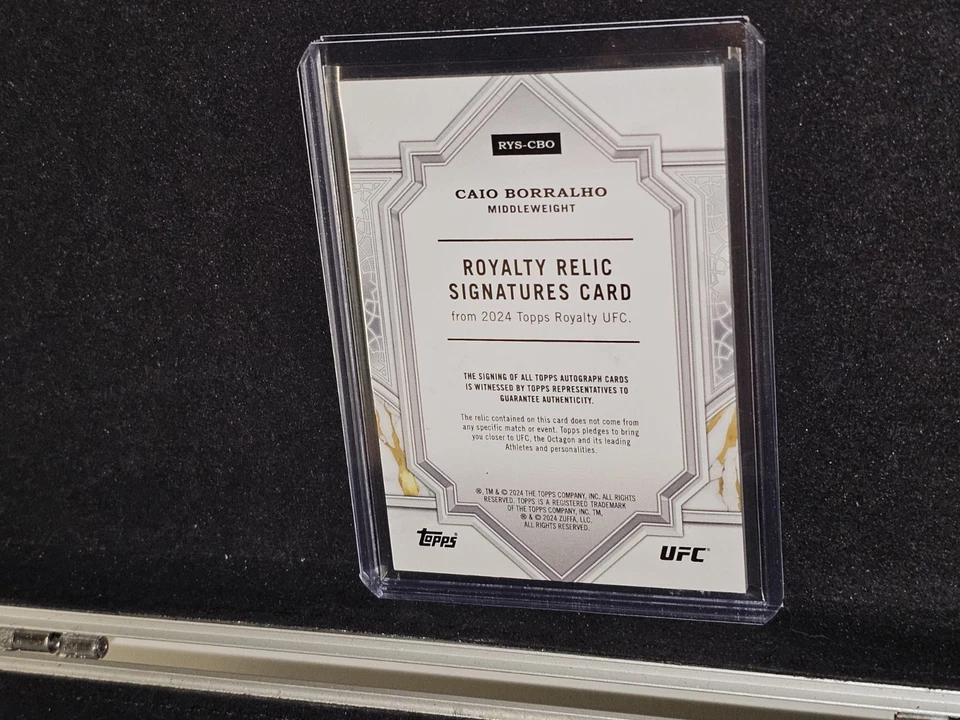 RYS-CBO
CAIO BORRALHO
MIDDLEWEIGHT
ROYALTY RELIC
SIGNATURES CARD
from 2024 Topps Royalty UFC.
THE SIGNING OF ALL TOPPS AUTOGRAPH CARDS
IS WITNESSED BY TOPPS REPRESENTATIVES TO
GUARANTEE AUTHENTICITY.
The relic contained on this card does not come from
any specific match or event. Topps pledges to bring
you closer to UFC, the Octagon and its leading
Athletes and personalities.
®, TM & © 2024 THE TOPPS COMPANY, INC. ALL RIGHTS
RESERVED. TOPPS IS A REGISTERED TRADEMARK
OF THE TOPPS COMPANY, INC. TM,
® & © 2024 ZUFFA, LLC.
ALL RIGHTS RESERVED.
Topps®
UFC®